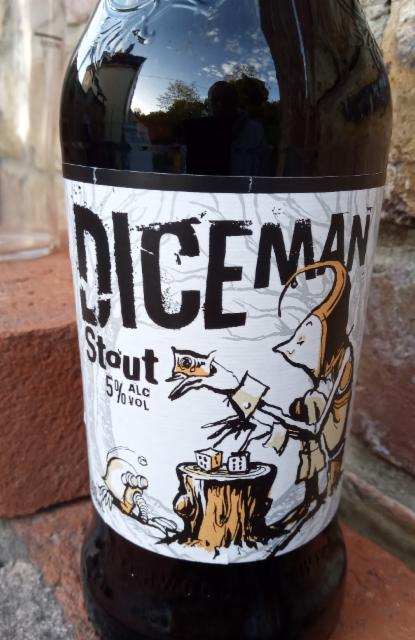 DICEMAN
Stout
5% ALC
VOL